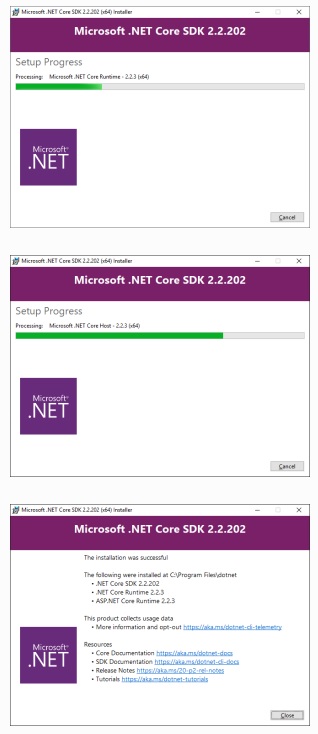 Microsoft .NET Core SDK 2.2.202 (x64) Installer
Microsoft .NET Core SDK 2.2.202
Setup Progress
Processing: Microsoft .NET Core Runtime - 2.2.3 (x64)
Microsoft®
.NET
Cancel
Microsoft .NET Core SDK 2.2.202 (x64) Installer
Microsoft .NET Core SDK 2.2.202
Setup Progress
Processing: Microsoft .NET Core Host - 2.2.3 (x64)
Microsoft®
.NET
Cancel
Microsoft .NET Core SDK 2.2.202 (x64) Installer
Microsoft .NET Core SDK 2.2.202
The installation was successful
The following were installed at C:\Program Files\dotnet
• .NET Core SDK 2.2.202
• .NET Core Runtime 2.2.3
• ASP.NET Core Runtime 2.2.3
This product collects usage data
• More information and opt-out https://aka.ms/dotnet-cli-telemetry
Resources
• Core Documentation https://aka.ms/dotnet-docs
• SDK Documentation https://aka.ms/dotnet-cli-docs
• Release Notes https://aka.ms/20-p2-rel-notes
• Tutorials https://aka.ms/dotnet-tutorials
Microsoft®
.NET
Close